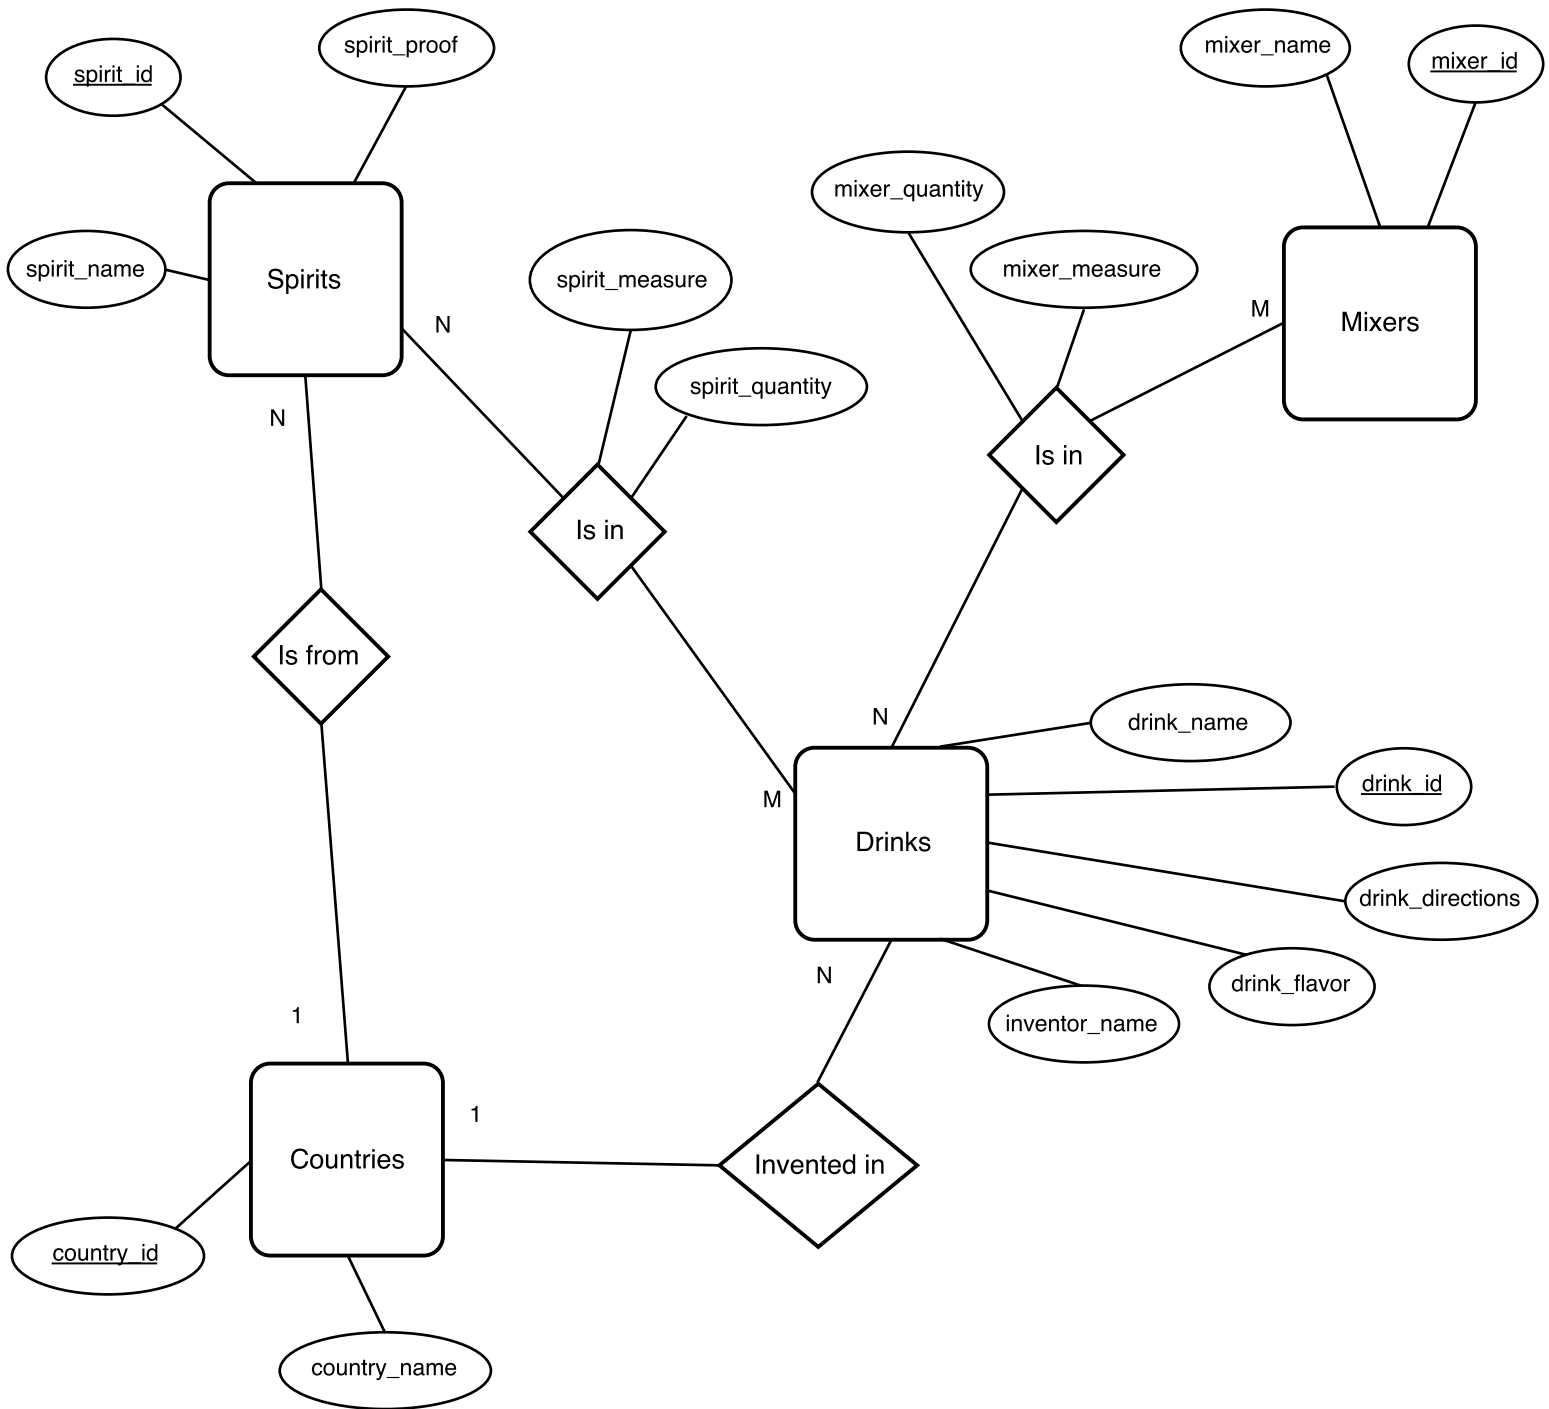 spirit_proof
mixer_name
mixer_id
spirit_id
mixer_quantity
spirit_name
Spirits
spirit_measure
mixer_measure
M
Mixers
N
spirit_quantity
N
Is in
Is in
Is from
N
drink_name
M
drink_id
Drinks
drink_directions
N
drink_flavor
1
inventor_name
1
Countries
Invented in
country_id
country_name